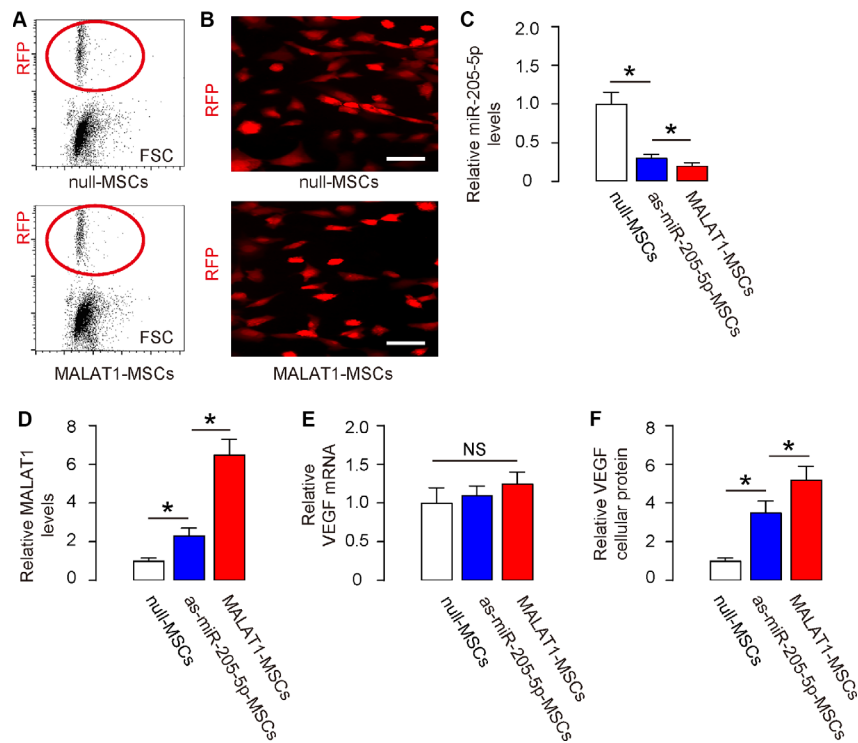 A
RFP
FSC
null-MSCs
RFP
FSC
MALAT1-MSCs
B
RFP
null-MSCs
RFP
MALAT1-MSCs
C
Relative miR-205-5p
levels
2.0
1.5
1.0
0.5
0
*
*
null-MSCs
as-miR-205-5p-MSCs
MALAT1-MSCs
D
Relative MALAT1
levels
8
6
4
2
0
*
*
null-MSCs
as-miR-205-5p-MSCs
MALAT1-MSCs
E
Relative
VEGF mRNA
2.0
1.5
1.0
0.5
0
NS
null-MSCs
as-miR-205-5p-MSCs
MALAT1-MSCs
F
Relative VEGF
cellular protein
8
6
4
2
0
*
*
null-MSCs
as-miR-205-5p-MSCs
MALAT1-MSCs